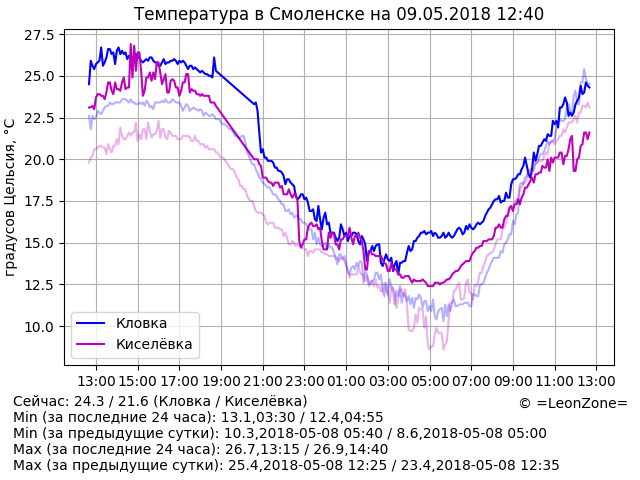 Температура в Смоленске на 09.05.2018 12:40
27.5
25.0
22.5
20.0
17.5
15.0
12.5
10.0
градусов Цельсия, °C
Кловка
Киселёвка
13:00 15:00 17:00 19:00 21:00 23:00 01:00 03:00 05:00 07:00 09:00 11:00 13:00
Сейчас: 24.3 / 21.6 (Кловка / Киселёвка)
© =LeonZone=
Min (за последние 24 часа): 13.1,03:30 / 12.4,04:55
Min (за предыдущие сутки): 10.3,2018-05-08 05:40 / 8.6,2018-05-08 05:00
Max (за последние 24 часа): 26.7,13:15 / 26.9,14:40
Max (за предыдущие сутки): 25.4,2018-05-08 12:25 / 23.4,2018-05-08 12:35